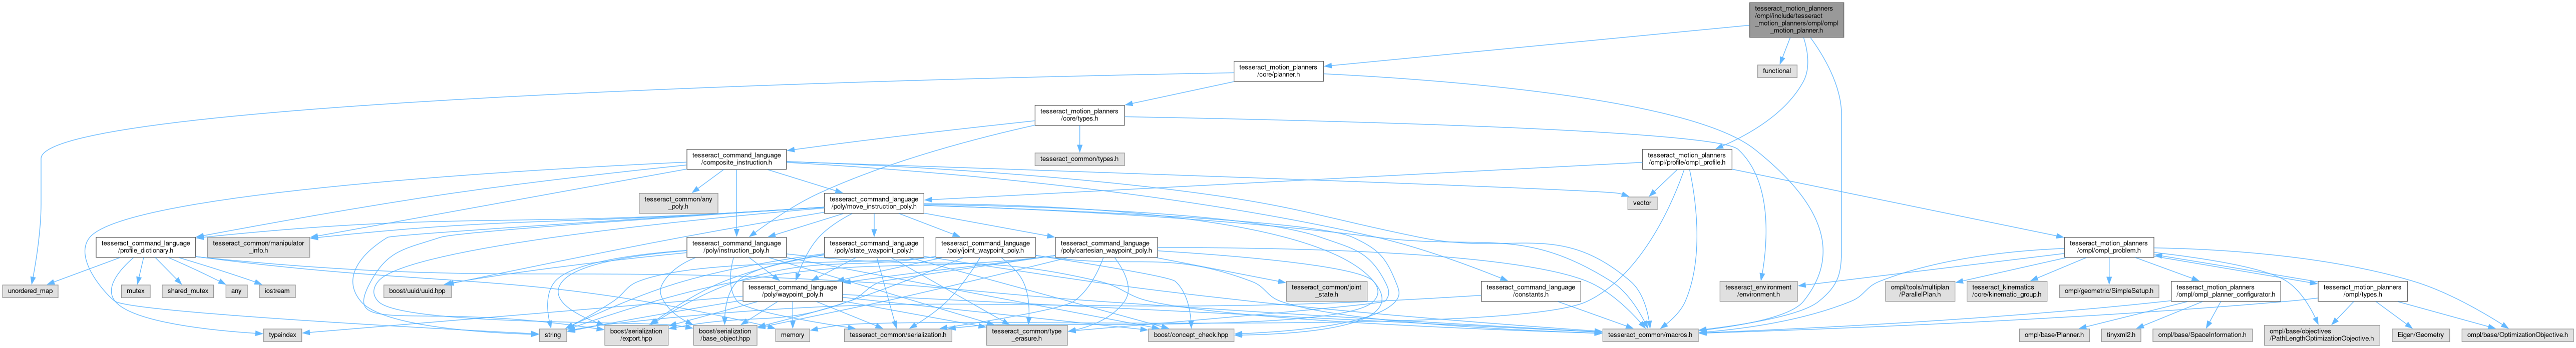 tesseract_motion_planners
/ompl/include/tesseract
_motion_planners/ompl/ompl
_motion_planner.h
tesseract_motion_planners
/core/planner.h
functional
tesseract_motion_planners
/core/types.h
tesseract_command_language
/composite_instruction.h
tesseract_common/types.h
tesseract_motion_planners
/ompl/profile/ompl_profile.h
tesseract_common/any
_poly.h
tesseract_command_language
/poly/move_instruction_poly.h
vector
tesseract_command_language
/profile_dictionary.h
tesseract_common/manipulator
_info.h
tesseract_command_language
/poly/instruction_poly.h
tesseract_command_language
/poly/state_waypoint_poly.h
tesseract_command_language
/poly/joint_waypoint_poly.h
tesseract_command_language
/poly/cartesian_waypoint_poly.h
tesseract_motion_planners
/ompl/ompl_problem.h
unordered_map
mutex
shared_mutex
any
iostream
boost/uuid/uuid.hpp
tesseract_command_language
/poly/waypoint_poly.h
tesseract_common/joint
_state.h
tesseract_command_language
/constants.h
tesseract_environment
/environment.h
ompl/tools/multiplan
/ParallelPlan.h
tesseract_kinematics
/core/kinematic_group.h
ompl/geometric/SimpleSetup.h
tesseract_motion_planners
/ompl/ompl_planner_configurator.h
tesseract_motion_planners
/ompl/types.h
typeindex
string
boost/serialization
/export.hpp
boost/serialization
/base_object.hpp
memory
tesseract_common/serialization.h
tesseract_common/type
_erasure.h
boost/concept_check.hpp
tesseract_common/macros.h
ompl/base/Planner.h
tinyxml2.h
ompl/base/SpaceInformation.h
ompl/base/objectives
/PathLengthOptimizationObjective.h
Eigen/Geometry
ompl/base/OptimizationObjective.h